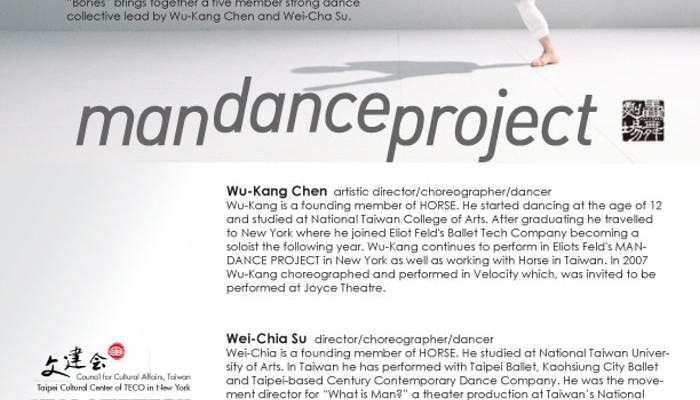 "Bones" brings together a five member strong dance
collective lead by Wu-Kang Chen and Wei-Cha Su.
mandanceproject
Wu-Kang Chen artistic director/choreographer/dancer
Wu-Kang is a founding member of HORSE. He started dancing at the age of 12
and studied at National Taiwan College of Arts. After graduating he travelled
to New York where he joined Eliot Feld's Ballet Tech Company becoming a
soloist the following year. Wu-Kang continues to perform in Eliots Feld's MAN-
DANCE PROJECT in New York as well as working with Horse in Taiwan. In 2007
Wu-Kang choreographed and performed in Velocity which, was invited to be
performed at Joyce Theatre.
Wei-Chia Su director/choreographer/dancer
Wei-Chia is a founding member of HORSE. He studied at National Taiwan Univer-
sity of Arts. In Taiwan he has performed with Taipei Ballet, Kaohsiung City Ballet
and Taipei-based Century Contemporary Dance Company. He was the move-
ment director for "What is Man?" a theater production at Taiwan's National
文建會
Council for Cultural Affairs, Taiwan
Taipei Cultural Center of TECO in New York